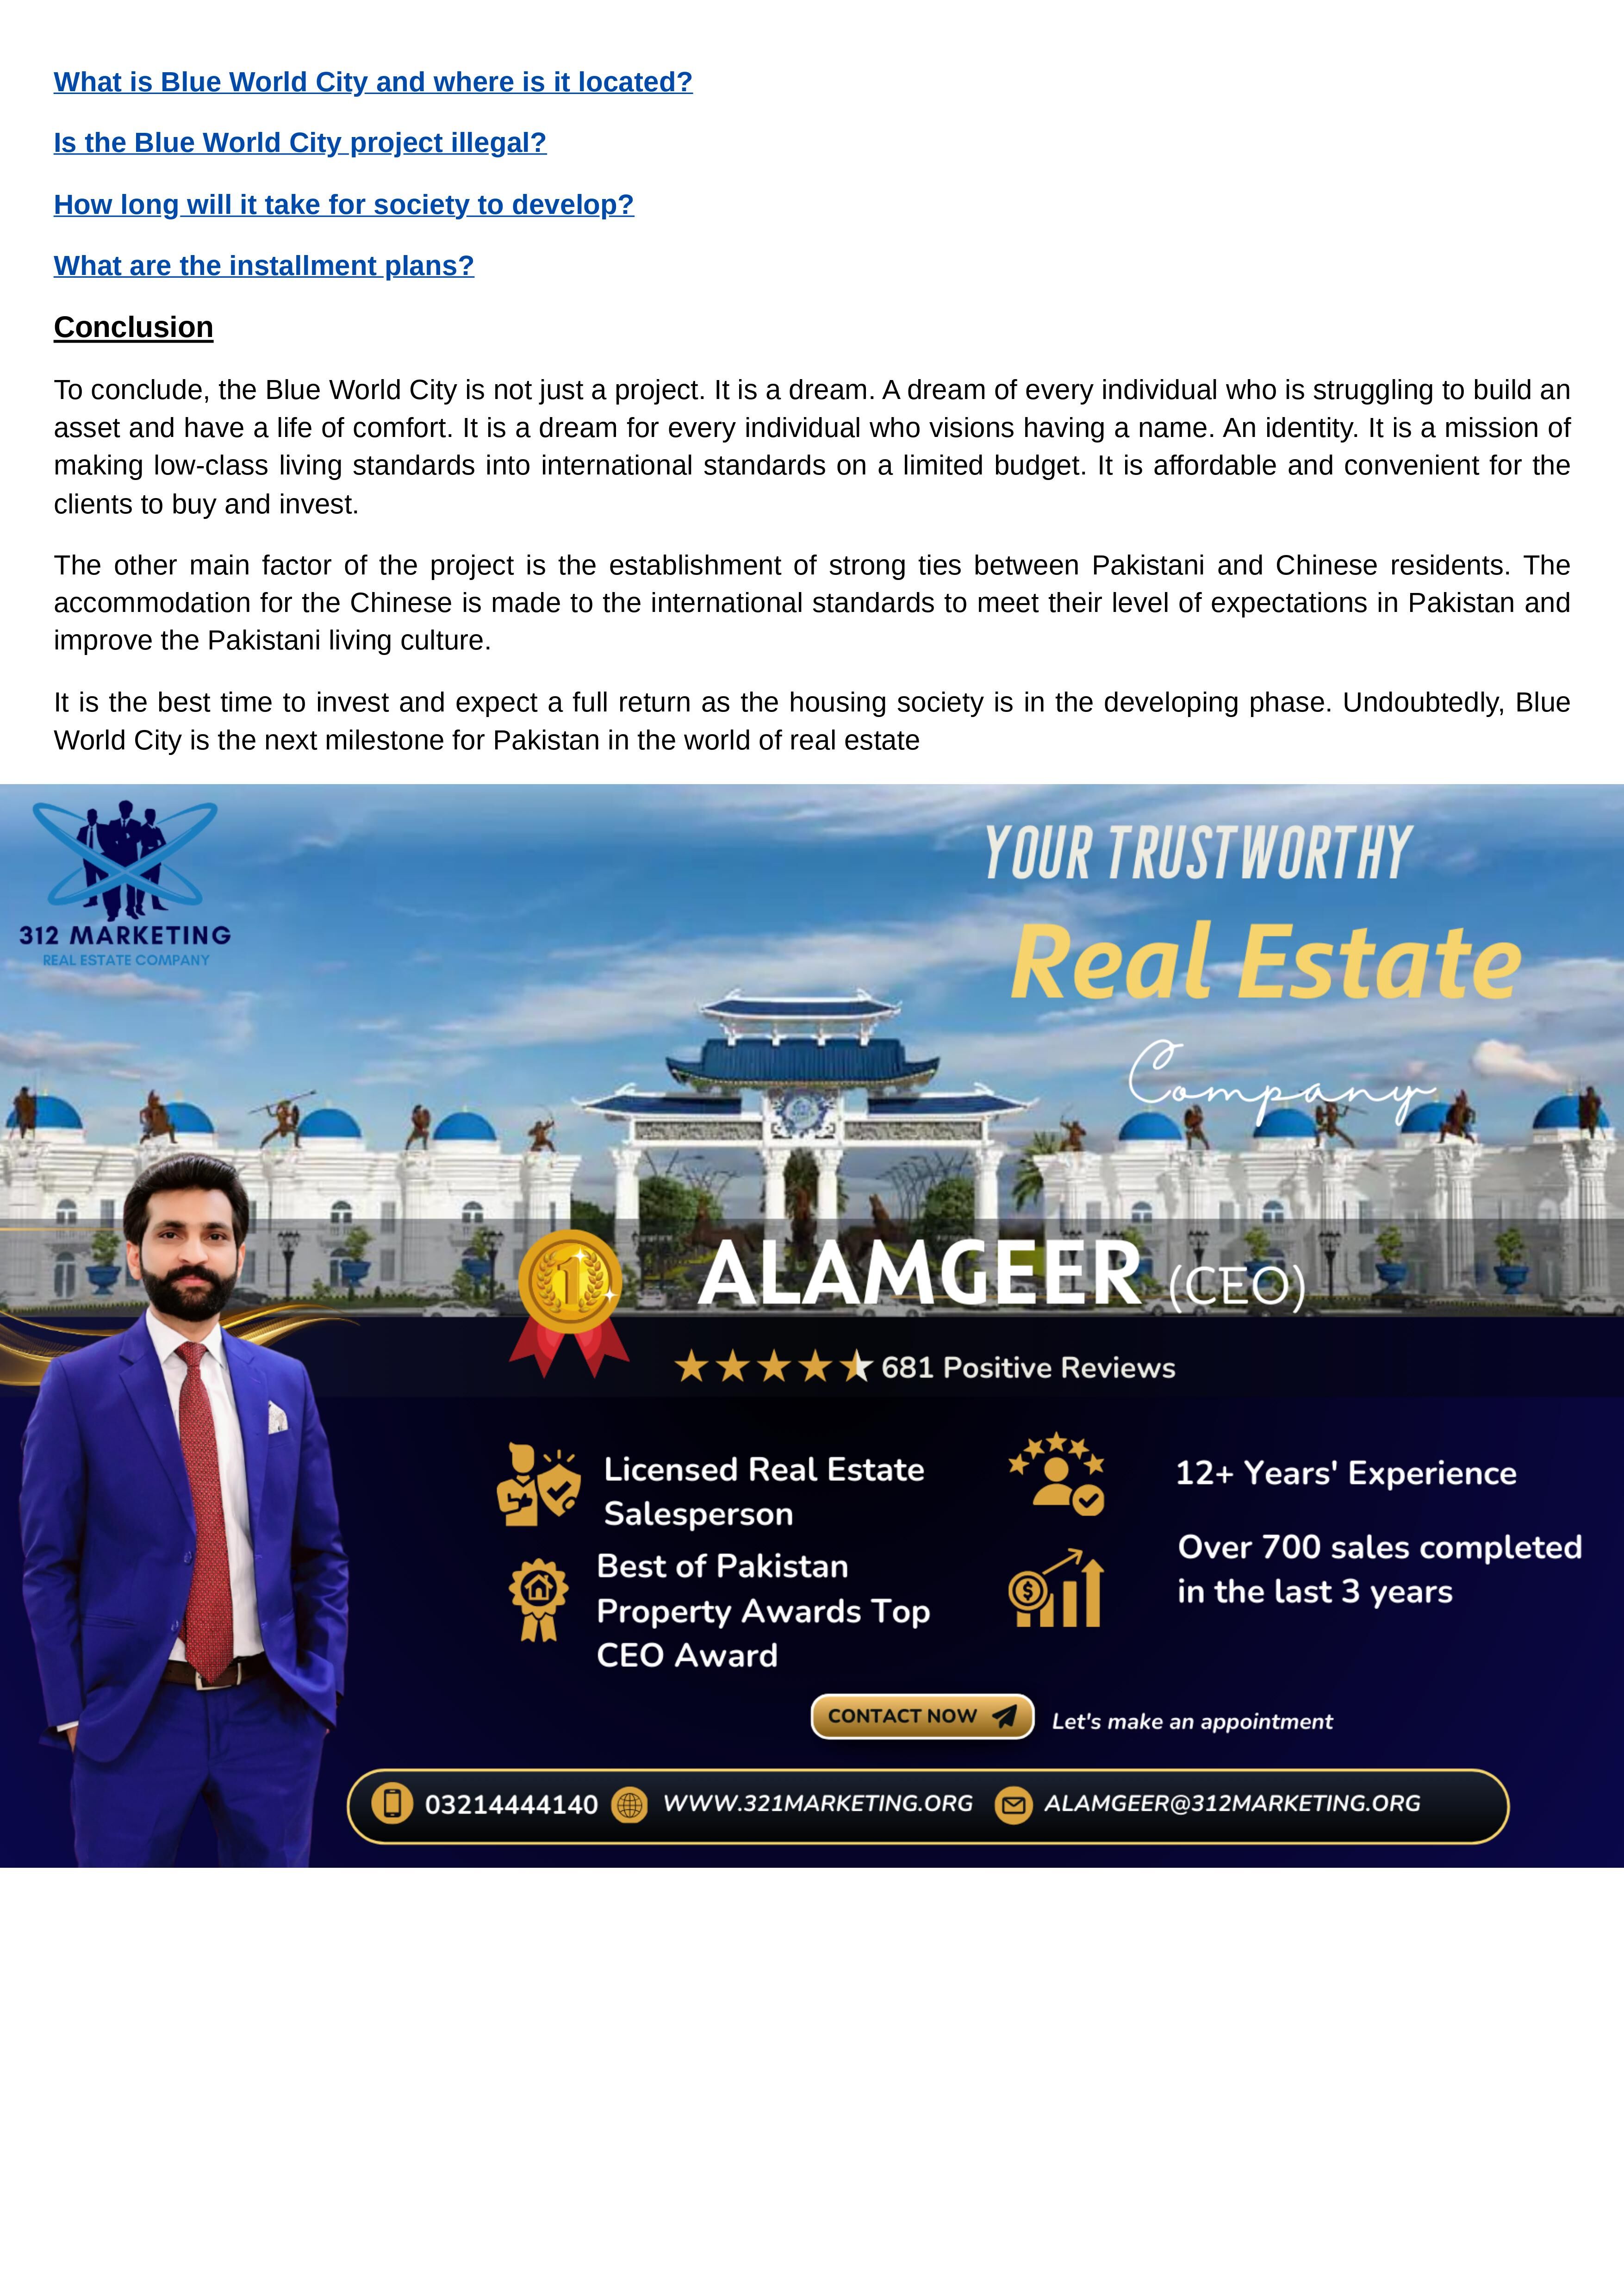 What is Blue World City and where is it located?
Is the Blue World City project illegal?
How long will it take for society to develop?
What are the installment plans?
Conclusion
To conclude, the Blue World City is not just a project. It is a dream. A dream of every individual who is struggling to build an
asset and have a life of comfort. It is a dream for every individual who visions having a name. An identity. It is a mission of
making low-class living standards into international standards on a limited budget. It is affordable and convenient for the
clients to buy and invest.
The other main factor of the project is the establishment of strong ties between Pakistani and Chinese residents. The
accommodation for the Chinese is made to the international standards to meet their level of expectations in Pakistan and
improve the Pakistani living culture.
It is the best time to invest and expect a full return as the housing society is in the developing phase. Undoubtedly, Blue
World City is the next milestone for Pakistan in the world of real estate
312 MARKETING
REAL ESTATE COMPANY
YOUR TRUSTWORTHY
Real Estate
Company
1
ALAMGEER (CEO)
681 Positive Reviews
Licensed Real Estate
Salesperson
12+ Years' Experience
Best of Pakistan
Property Awards Top
CEO Award
Over 700 sales completed
in the last 3 years
CONTACT NOW
Let's make an appointment
03214444140 WWW.321MARKETING.ORG ALAMGEER@312MARKETING.ORG